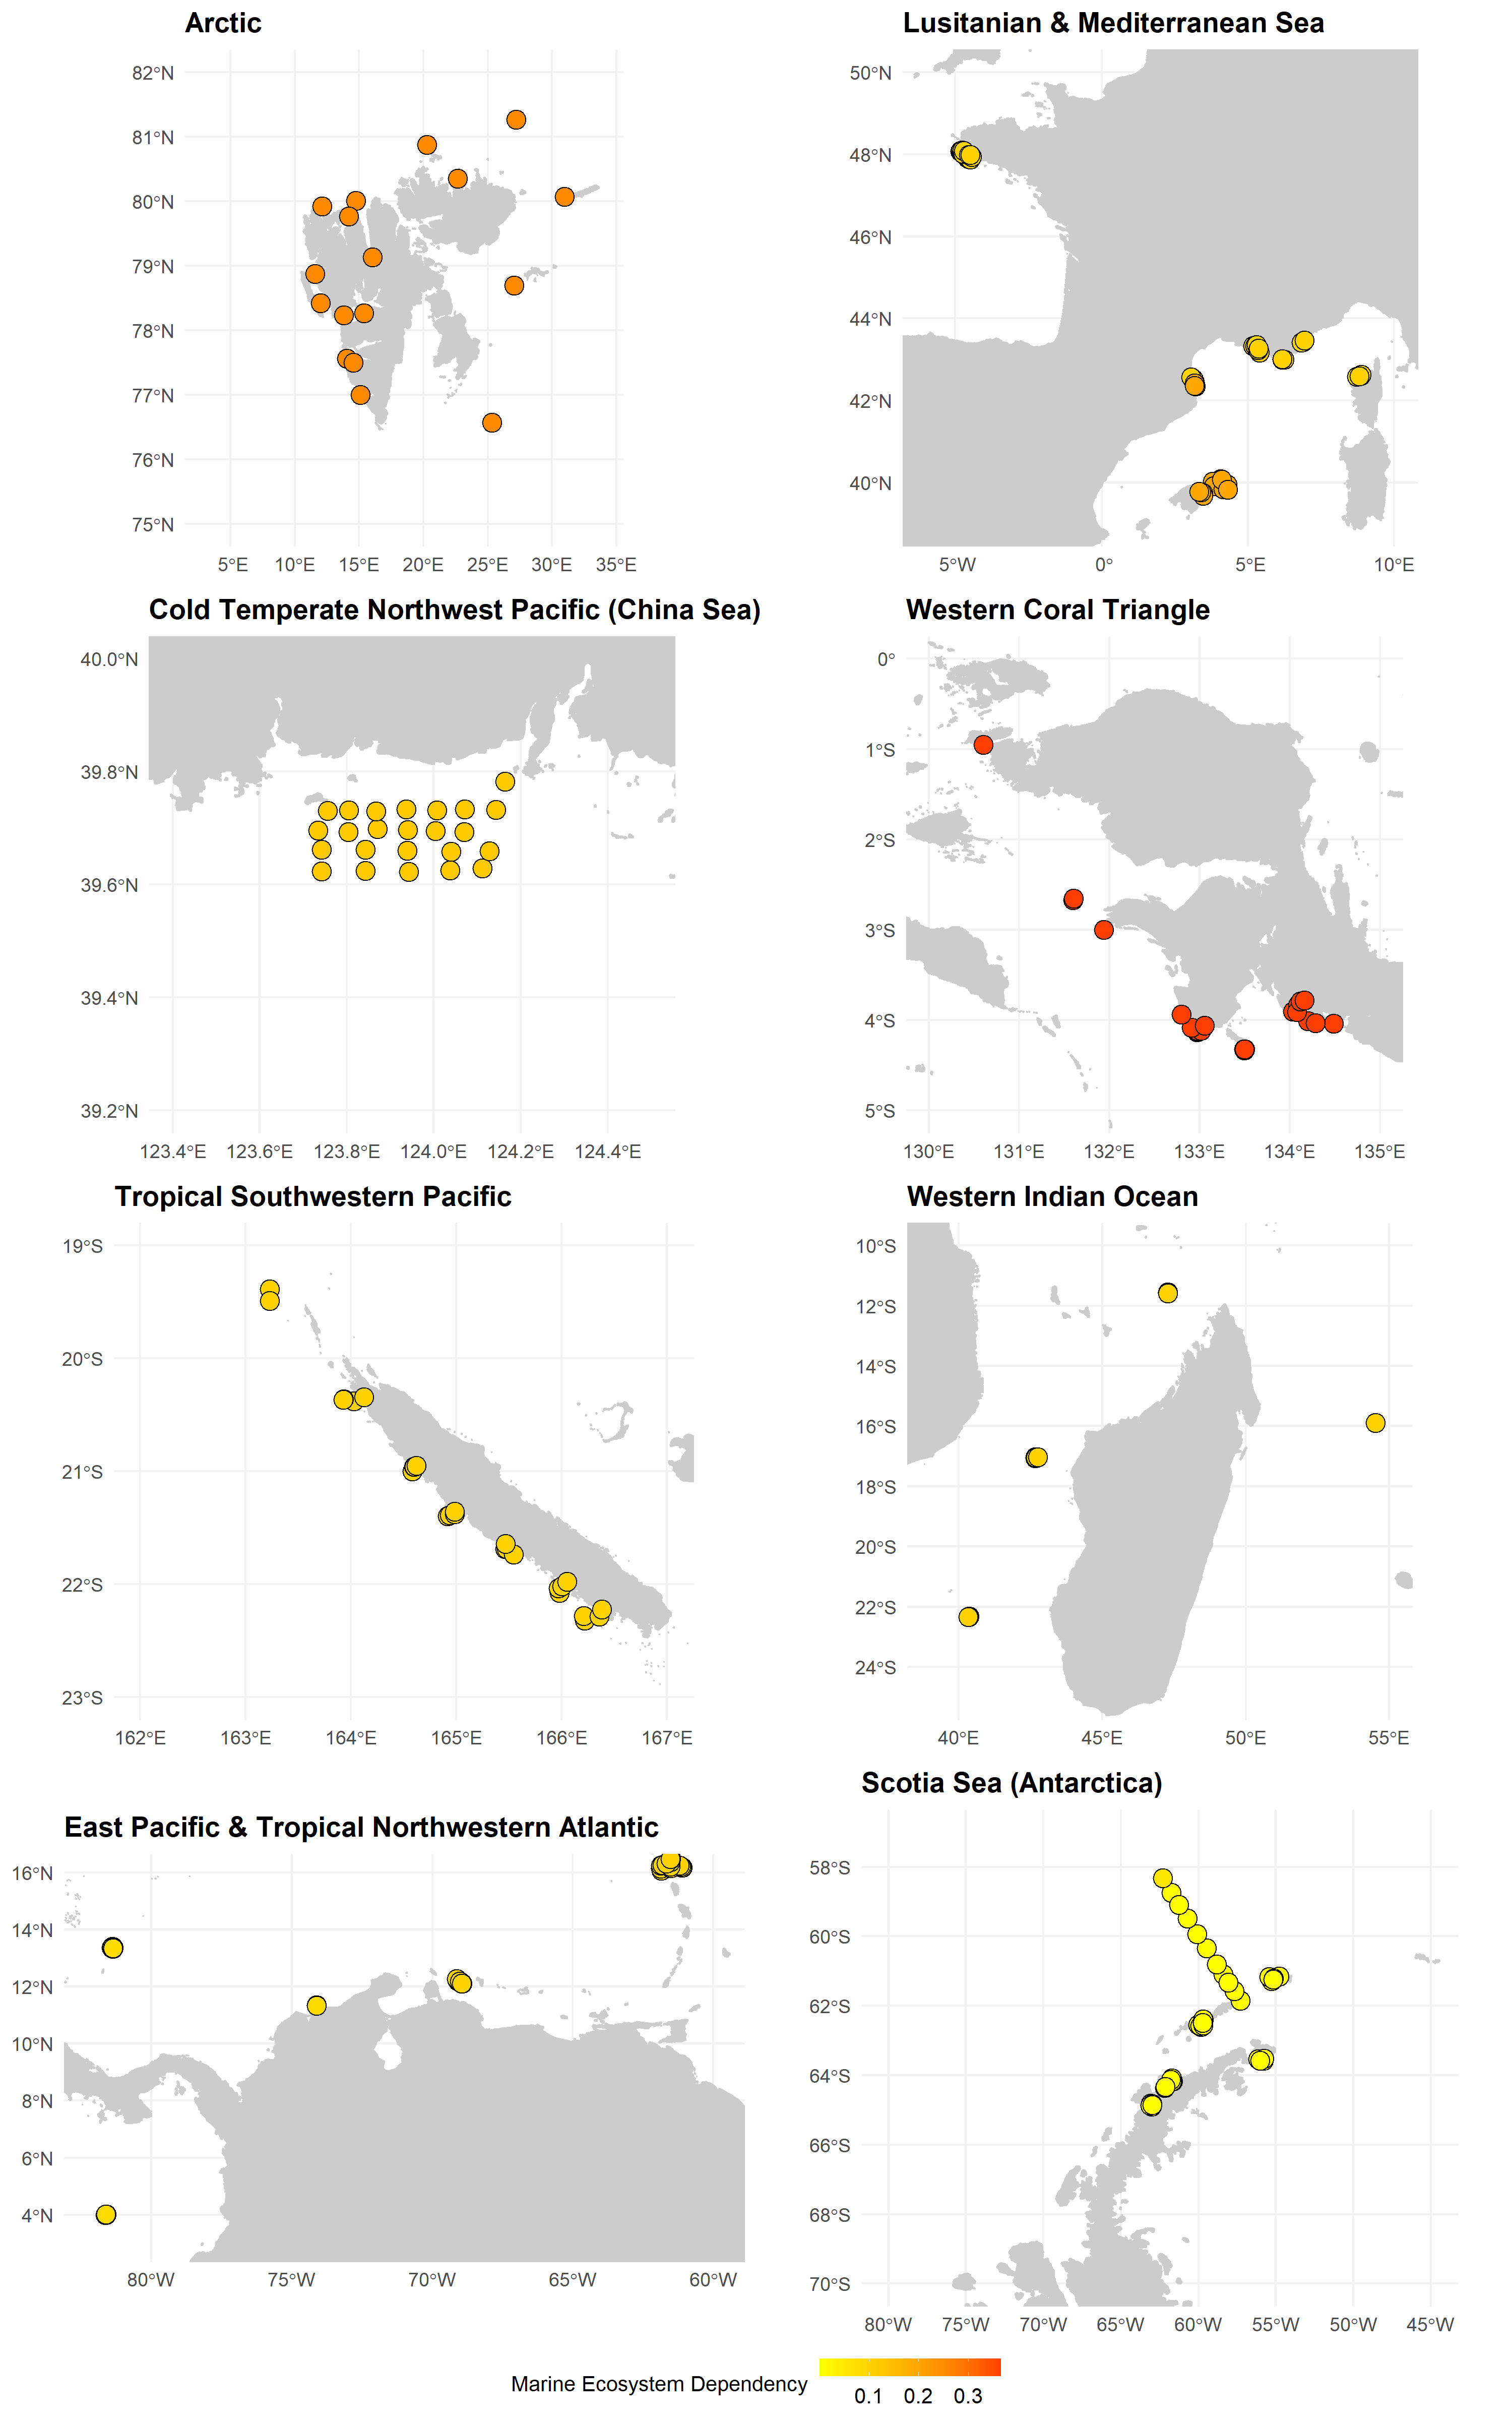 Arctic
82°N
81°N
80°N
79°N
78°N
77°N
76°N
75°N
5°E 10°E 15°E 20°E 25°E 30°E 35°E
Lusitanian & Mediterranean Sea
50°N
48°N
46°N
44°N
42°N
40°N
5°W 0° 5°E 10°E
Cold Temperate Northwest Pacific (China Sea)
40.0°N
39.8°N
39.6°N
39.4°N
39.2°N
123.4°E 123.6°E 123.8°E 124.0°E 124.2°E 124.4°E
Western Coral Triangle
0°
1°S
2°S
3°S
4°S
5°S
130°E 131°E 132°E 133°E 134°E 135°E
Tropical Southwestern Pacific
19°S
20°S
21°S
22°S
23°S
162°E 163°E 164°E 165°E 166°E 167°E
Western Indian Ocean
10°S
12°S
14°S
16°S
18°S
20°S
22°S
24°S
40°E 45°E 50°E 55°E
East Pacific & Tropical Northwestern Atlantic
16°N
14°N
12°N
10°N
8°N
6°N
4°N
80°W 75°W 70°W 65°W 60°W
Scotia Sea (Antarctica)
58°S
60°S
62°S
64°S
66°S
68°S
70°S
80°W 75°W 70°W 65°W 60°W 55°W 50°W 45°W
Marine Ecosystem Dependency
0.1 0.2 0.3